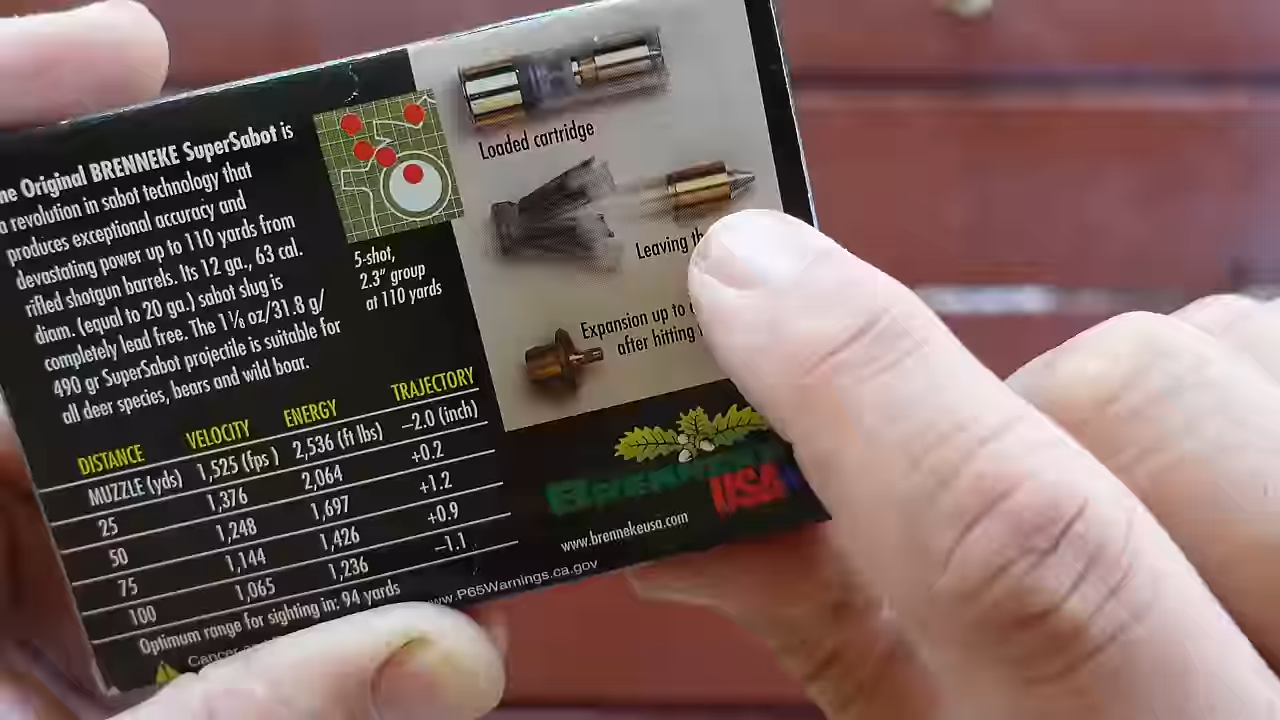 ne Original BRENNEKE SuperSabot is
a revolution in sabot technology that
produces exceptional accuracy and
devastating power up to 110 yards from
rifled shotgun barrels. Its 12 ga., 63 cal.
diam. (equal to 20 ga.) sabot slug is
completely lead free. The 1⅛ oz/31.8 g/
490 gr SuperSabot projectile is suitable for
all deer species, bears and wild boar.
5-shot,
2.3" group
at 110 yards
Loaded cartridge
Leaving th
Expansion up to
after hitting
DISTANCE VELOCITY ENERGY TRAJECTORY
MUZZLE (yds) 1,525 (fps) 2,536 (ft lbs) –2.0 (inch)
25 1,376 2,064 +0.2
50 1,248 1,697 +1.2
75 1,144 1,426 +0.9
100 1,065 1,236 –1.1
Optimum range for sighting in: 94 yards
BRENNEKE
USA
www.brennekeusa.com
Cancer
www.P65Warnings.ca.gov